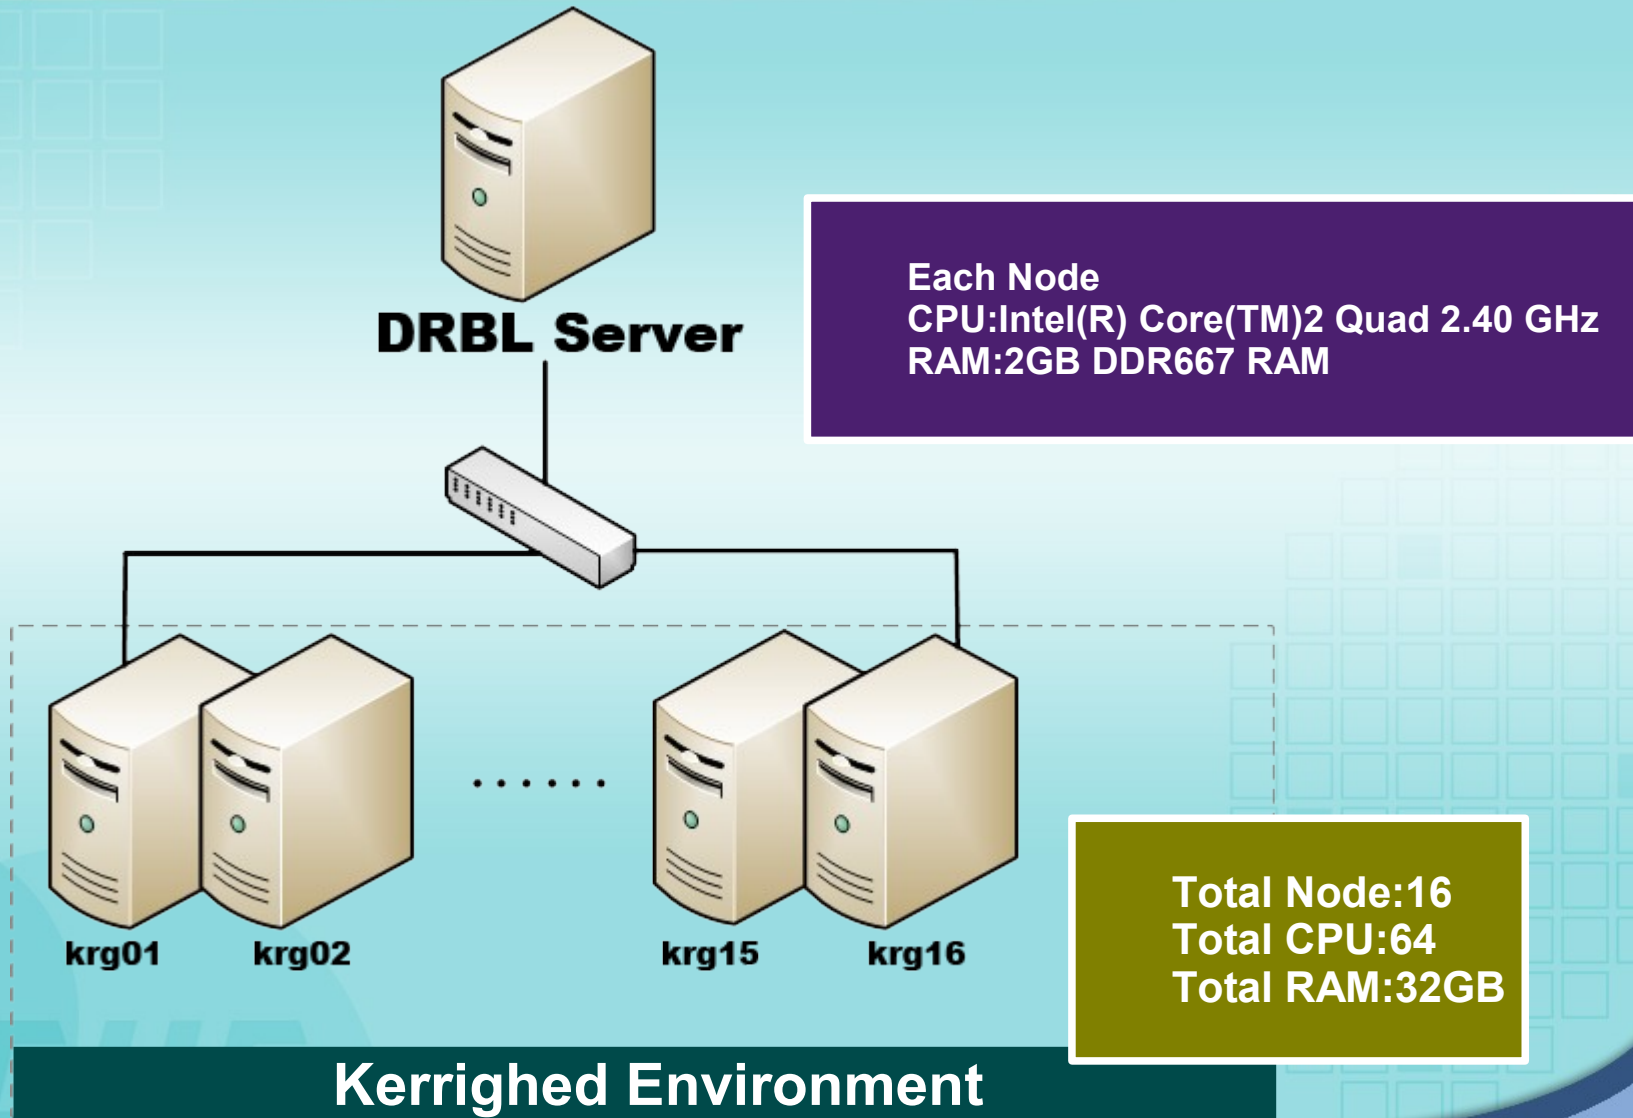 DRBL Server
Each Node
CPU:Intel(R) Core(TM)2 Quad 2.40 GHz
RAM:2GB DDR667 RAM
......
krg01 krg02 krg15 krg16
Total Node:16
Total CPU:64
Total RAM:32GB
Kerrighed Environment